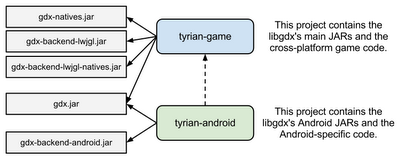 gdx-natives.jar
gdx-backend-lwjgl.jar
gdx-backend-lwjgl-natives.jar
gdx.jar
gdx-backend-android.jar
tyrian-game
tyrian-android
This project contains the
libgdx's main JARs and the
cross-platform game code.
This project contains the
libgdx's Android JARs and the
Android-specific code.